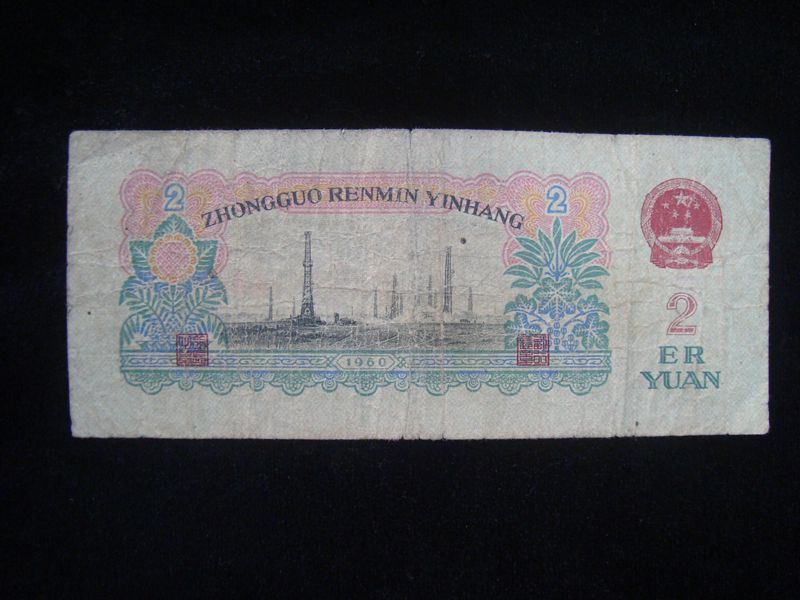 2
2
ZHONGGUO RENMIN YINHANG
1960
2
ER
YUAN